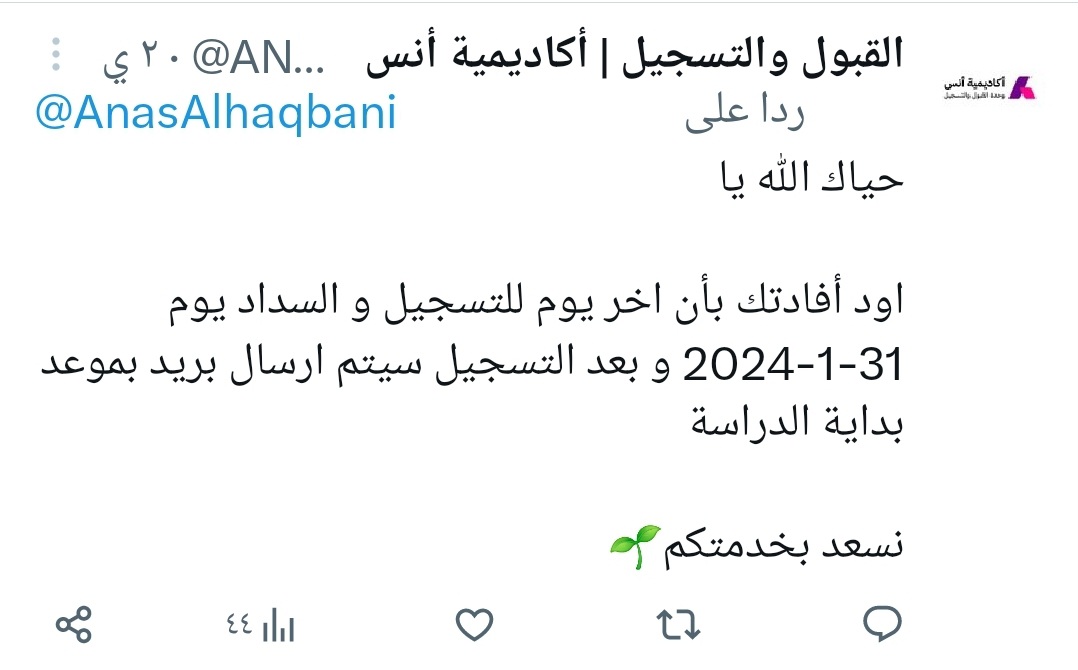 القبول والتسجيل | أكاديمية أنس @AN... ٢٠ ي
ردا على @AnasAlhaqbani
حياك الله يا
اود أفادتك بأن اخر يوم للتسجيل و السداد يوم
31-1-2024 و بعد التسجيل سيتم ارسال بريد بموعد
بداية الدراسة
نسعد بخدمتكم🌱
٤٤
أكاديمية أنس
وحدة القبول والتسجيل